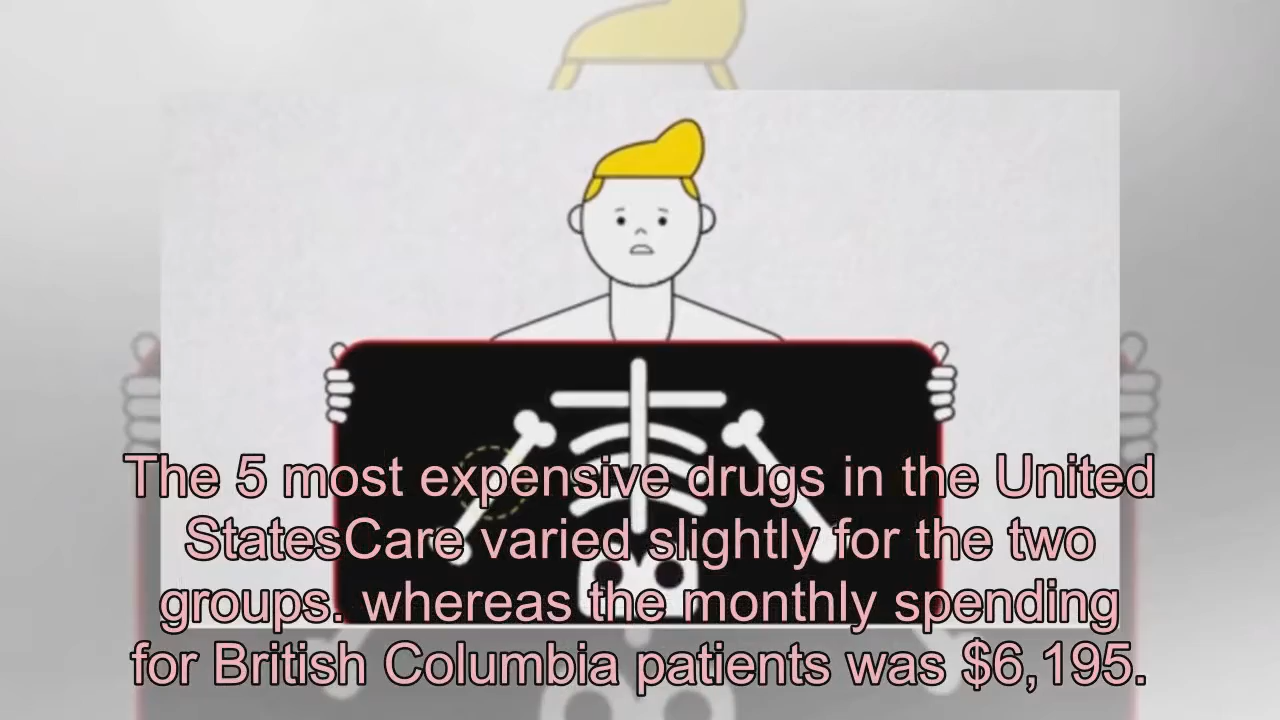 The 5 most expensive drugs in the United
StatesCare varied slightly for the two
groups. whereas the monthly spending
for British Columbia patients was $6,195.